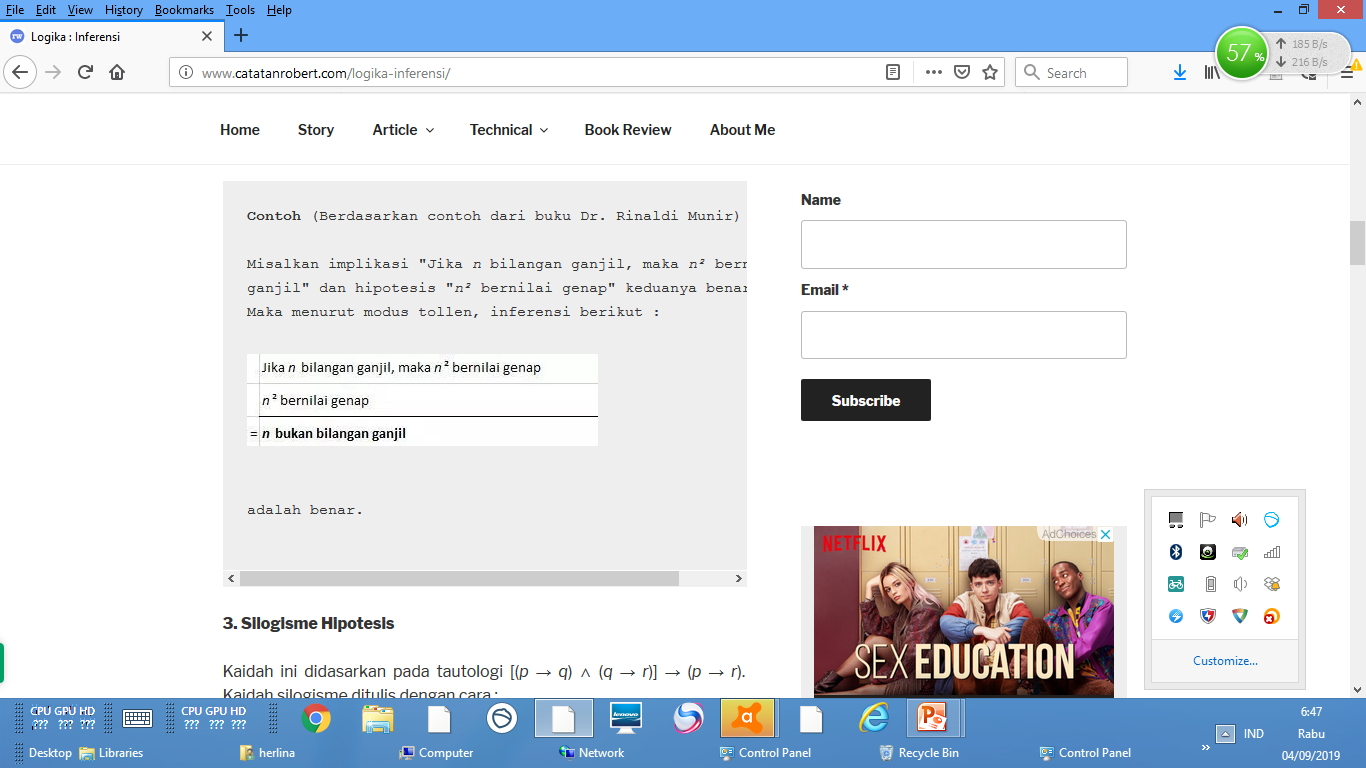 File Edit View History Bookmarks Tools Help
Logika : Inferensi
www.catatanrobert.com/logika-inferensi/
Search
57 %
185 B/s
216 B/s
Home Story Article Technical Book Review About Me
Contoh (Berdasarkan contoh dari buku Dr. Rinaldi Munir)
Misalkan implikasi "Jika n bilangan ganjil, maka n² bern
ganjil" dan hipotesis "n² bernilai genap" keduanya benar
Maka menurut modus tollen, inferensi berikut :
Jika n bilangan ganjil, maka n² bernilai genap
n² bernilai genap
= n bukan bilangan ganjil
adalah benar.
3. Silogisme Hipotesis
Kaidah ini didasarkan pada tautologi [(p → q) ∧ (q → r)] → (p → r).
Kaidah silogisme ditulis dengan cara :
Name
Email *
Subscribe
AdChoices
NETFLIX
SEX EDUCATION
Customize...
CPU GPU HD
??? ??? ???
CPU GPU HD
??? ??? ???
lenovo
Desktop Libraries herlina Computer Network Control Panel Recycle Bin Control Panel
» IND
6:47
Rabu
04/09/2019